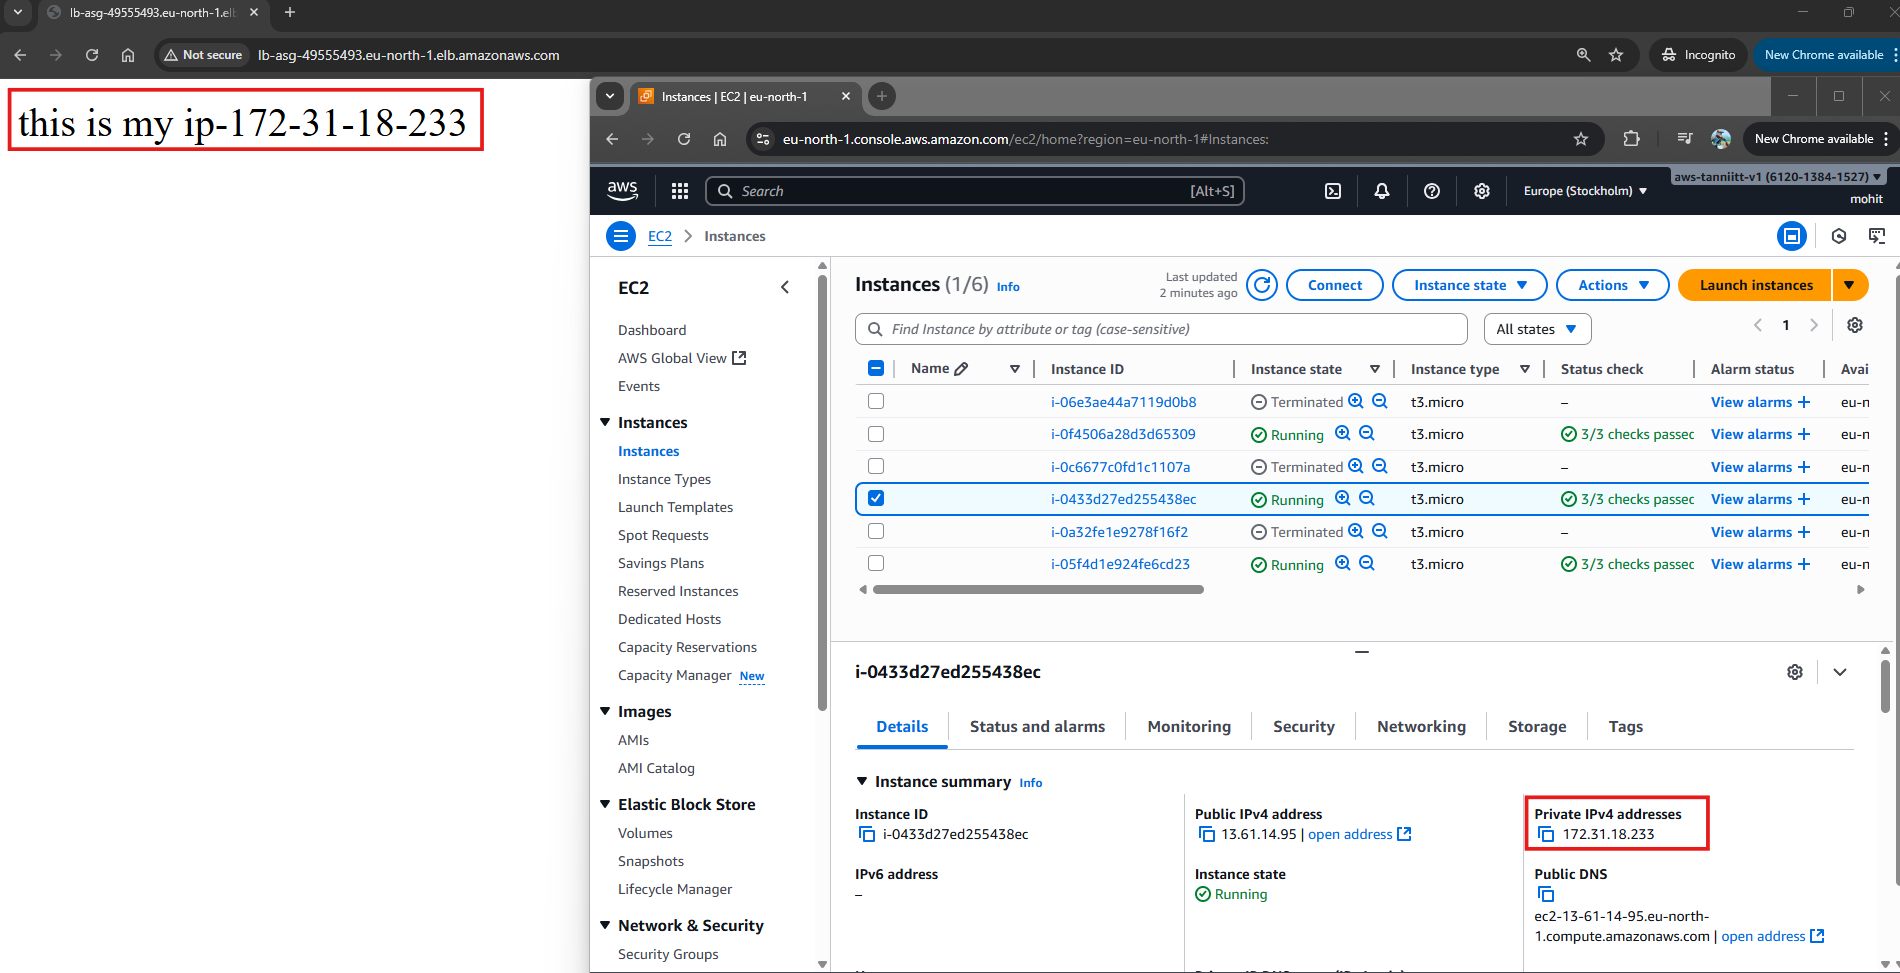 lb-asg-49555493.eu-north-1.elb
Not secure
lb-asg-49555493.eu-north-1.elb.amazonaws.com
Incognito
New Chrome available
this is my ip-172-31-18-233
Instances | EC2 | eu-north-1
eu-north-1.console.aws.amazon.com/ec2/home?region=eu-north-1#Instances:
New Chrome available
aws
Search
[Alt+S]
Europe (Stockholm)
aws-tanniitt-v1 (6120-1384-1527)
mohit
EC2
Instances
EC2
Dashboard
AWS Global View
Events
Instances
Instances
Instance Types
Launch Templates
Spot Requests
Savings Plans
Reserved Instances
Dedicated Hosts
Capacity Reservations
Capacity Manager New
Images
AMIs
AMI Catalog
Elastic Block Store
Volumes
Snapshots
Lifecycle Manager
Network & Security
Security Groups
Instances (1/6) Info
Last updated
2 minutes ago
Connect
Instance state
Actions
Launch instances
Find Instance by attribute or tag (case-sensitive)
All states
1
Name Instance ID Instance state Instance type Status check Alarm status Avai
i-06e3ae44a7119d0b8 Terminated t3.micro – View alarms + eu-n
i-0f4506a28d3d65309 Running t3.micro 3/3 checks passec View alarms + eu-n
i-0c6677c0fd1c1107a Terminated t3.micro – View alarms + eu-n
i-0433d27ed255438ec Running t3.micro 3/3 checks passec View alarms + eu-n
i-0a32fe1e9278f16f2 Terminated t3.micro – View alarms + eu-n
i-05f4d1e924fe6cd23 Running t3.micro 3/3 checks passec View alarms + eu-n
i-0433d27ed255438ec
Details Status and alarms Monitoring Security Networking Storage Tags
Instance summary Info
Instance ID
i-0433d27ed255438ec
Public IPv4 address
13.61.14.95 | open address
Private IPv4 addresses
172.31.18.233
IPv6 address
–
Instance state
Running
Public DNS
ec2-13-61-14-95.eu-north-
1.compute.amazonaws.com | open address